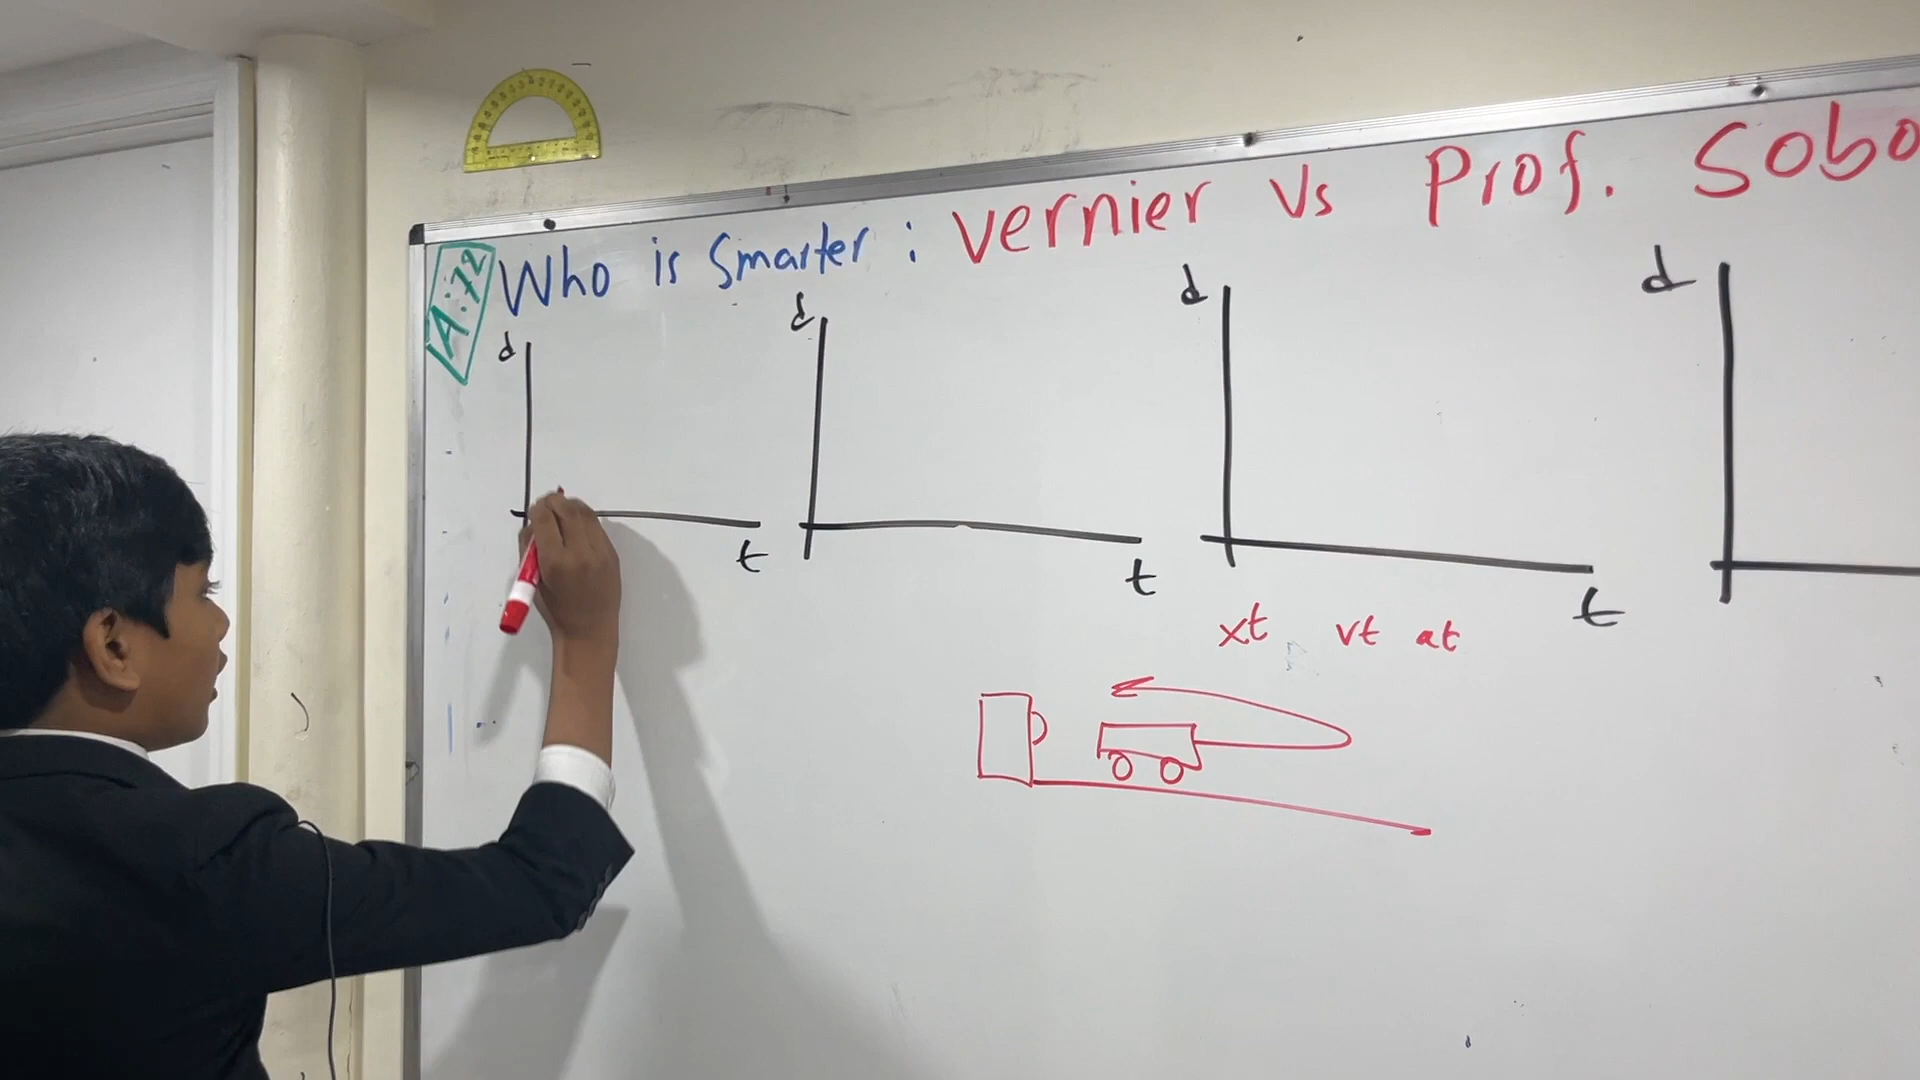 A:72
Who is Smarter : Vernier Vs Prof. Sobo
d
d
d
d
t
t
t
xt vt at